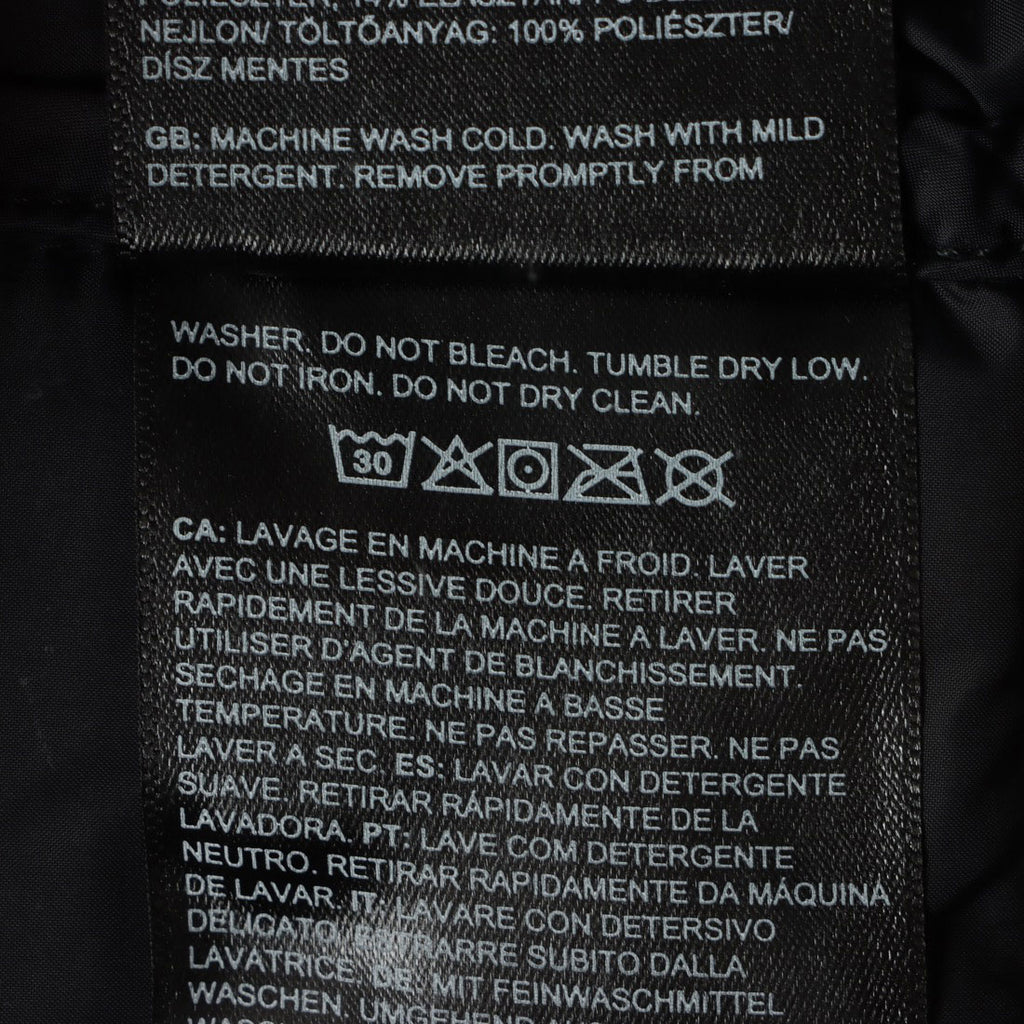 NEJLON/ TÖLTŐANYAG: 100% POLIÉSZTER/
DÍSZ MENTES
GB: MACHINE WASH COLD. WASH WITH MILD
DETERGENT. REMOVE PROMPTLY FROM
WASHER. DO NOT BLEACH. TUMBLE DRY LOW.
DO NOT IRON. DO NOT DRY CLEAN.
30
CA: LAVAGE EN MACHINE A FROID. LAVER
AVEC UNE LESSIVE DOUCE. RETIRER
RAPIDEMENT DE LA MACHINE A LAVER. NE PAS
UTILISER D'AGENT DE BLANCHISSEMENT.
SECHAGE EN MACHINE A BASSE
TEMPERATURE. NE PAS REPASSER. NE PAS
LAVER A SEC. ES: LAVAR CON DETERGENTE
SUAVE. RETIRAR RÁPIDAMENTE DE LA
LAVADORA. PT: LAVE COM DETERGENTE
NEUTRO. RETIRAR RAPIDAMENTE DA MÁQUINA
DE LAVAR. IT: LAVARE CON DETERSIVO
DELICATO. ESTRARRE SUBITO DALLA
LAVATRICE. DE: MIT FEINWASCHMITTEL
WASCHEN. UMGEHEND AUS